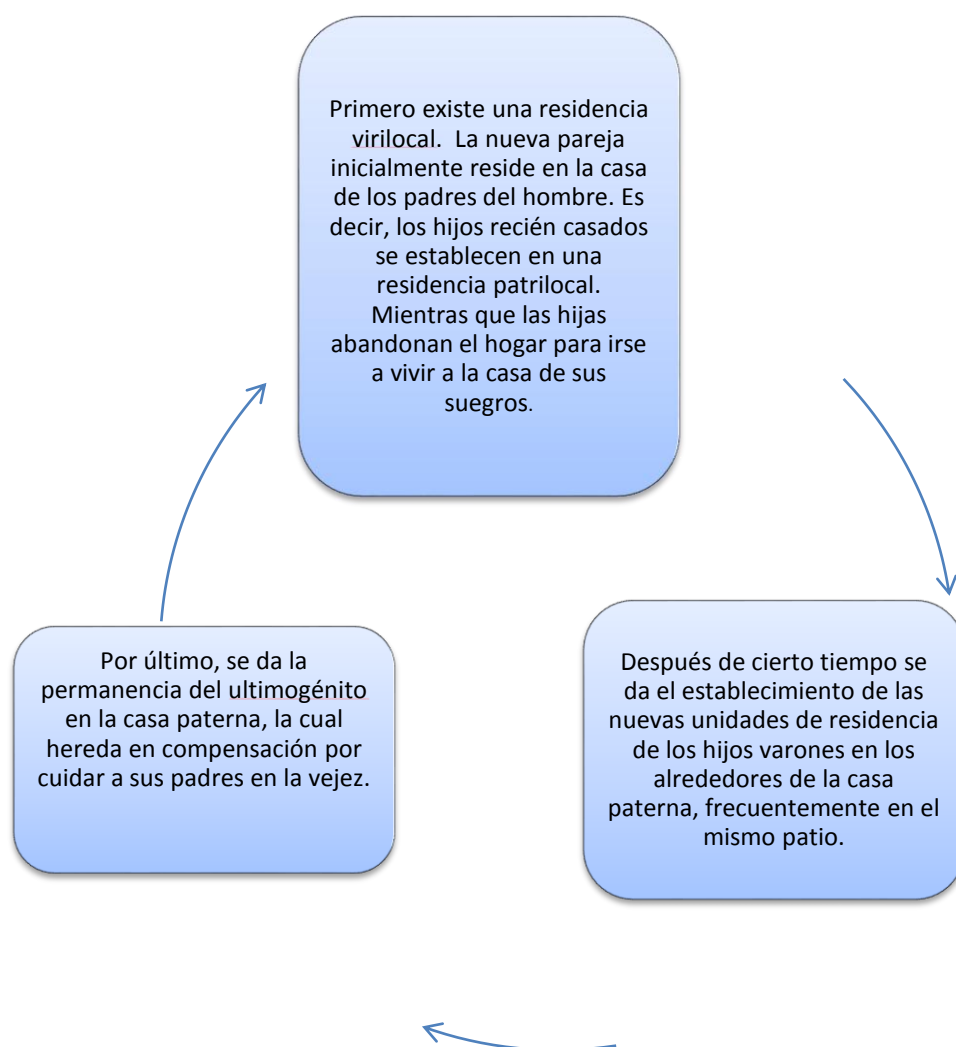 Primero existe una residencia
virilocal.  La nueva pareja
inicialmente reside en la casa
de los padres del hombre. Es
decir, los hijos recién casados
se establecen en una
residencia patrilocal.
Mientras que las hijas
abandonan el hogar para irse
a vivir a la casa de sus
suegros.
Después de cierto tiempo se
da el establecimiento de las
nuevas unidades de residencia
de los hijos varones en los
alrededores de la casa
paterna, frecuentemente en el
mismo patio.
Por último, se da la
permanencia del ultimogénito
en la casa paterna, la cual
hereda en compensación por
cuidar a sus padres en la vejez.